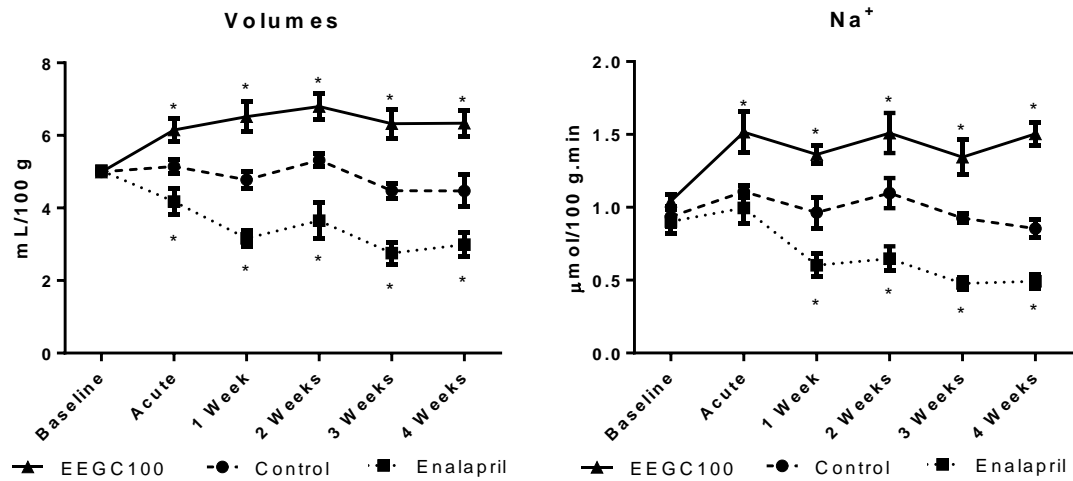 Volumes
mL/100 g
8
6
4
2
0
* * * * *
* * * * *
Baseline
Acute
1 Week
2 Weeks
3 Weeks
4 Weeks
EEGC100 Control Enalapril
Na+
µmol/100 g.min
2.0
1.5
1.0
0.5
0.0
* * * * *
* * * *
Baseline
Acute
1 Week
2 Weeks
3 Weeks
4 Weeks
EEGC100 Control Enalapril